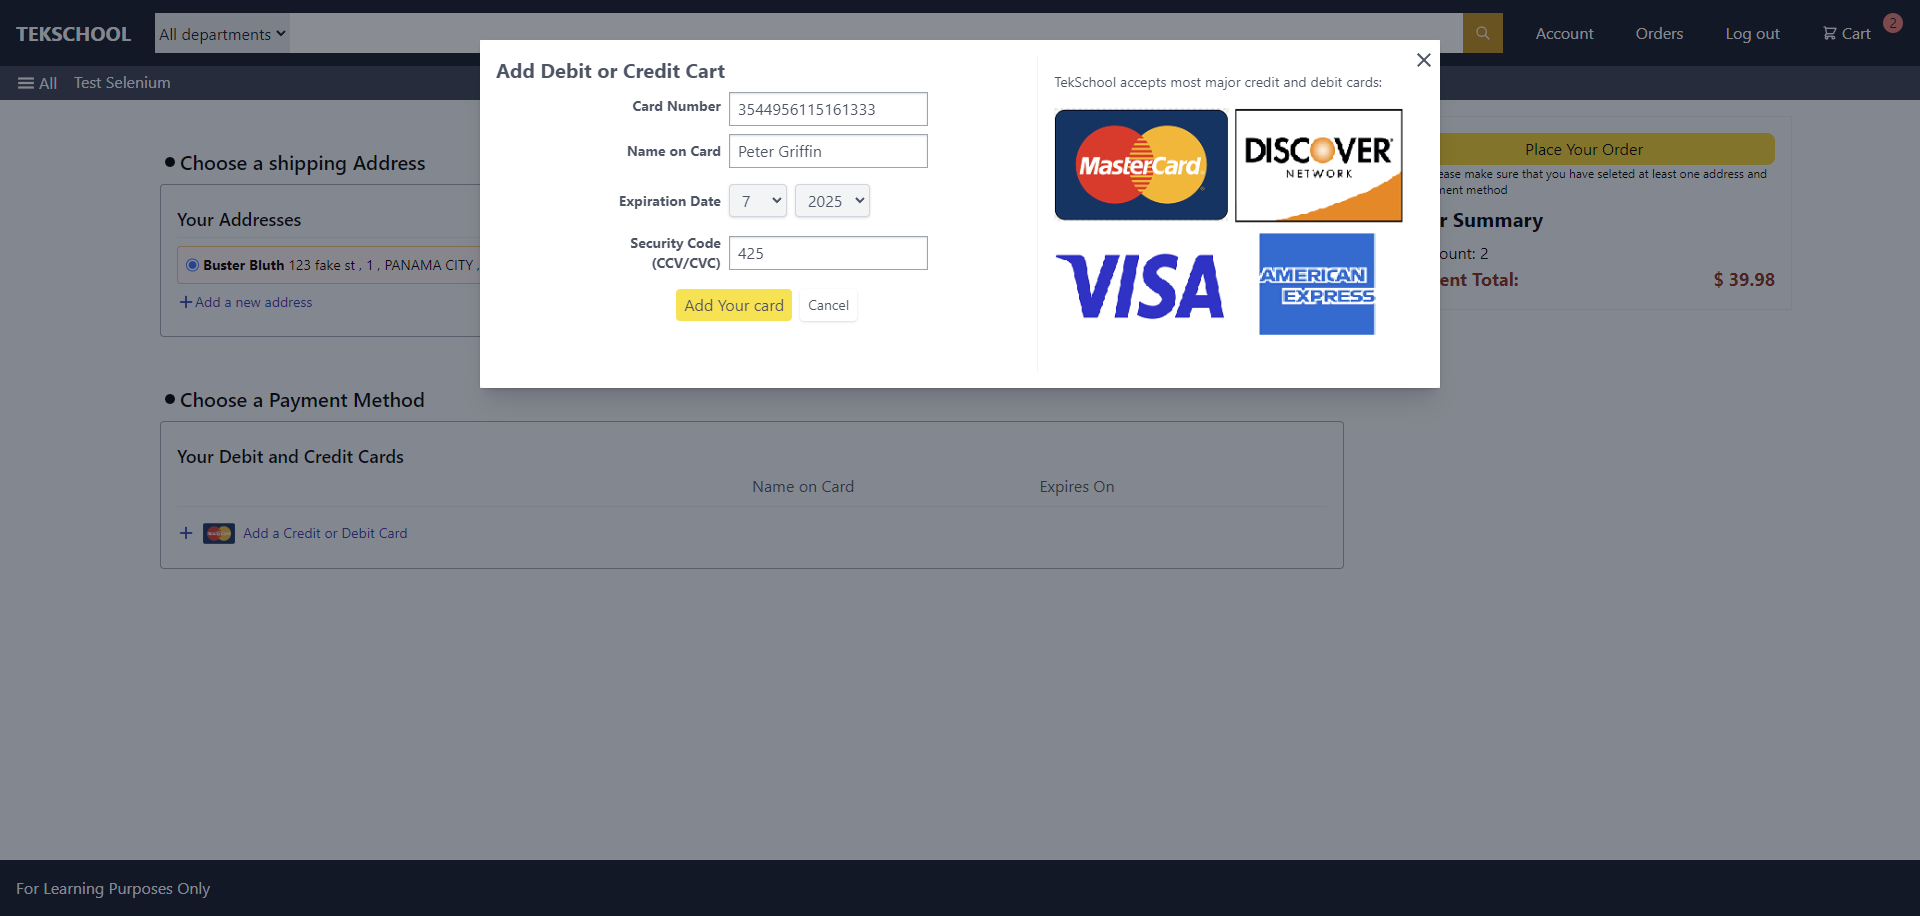 TEKSCHOOL
All departments
Account
Orders
Log out
Cart
2
All
Test Selenium
Add Debit or Credit Cart
Card Number
3544956115161333
Name on Card
Peter Griffin
Expiration Date
7
2025
Security Code
(CCV/CVC)
425
Add Your card
Cancel
TekSchool accepts most major credit and debit cards:
MasterCard
DISCOVER
NETWORK
VISA
AMERICAN
EXPRESS
Choose a shipping Address
Your Addresses
Buster Bluth 123 fake st , 1 , PANAMA CITY ,
Add a new address
Place Your Order
ease make sure that you have seleted at least one address and
ent method
r Summary
ount: 2
ent Total:
$ 39.98
Choose a Payment Method
Your Debit and Credit Cards
Name on Card
Expires On
Add a Credit or Debit Card
For Learning Purposes Only